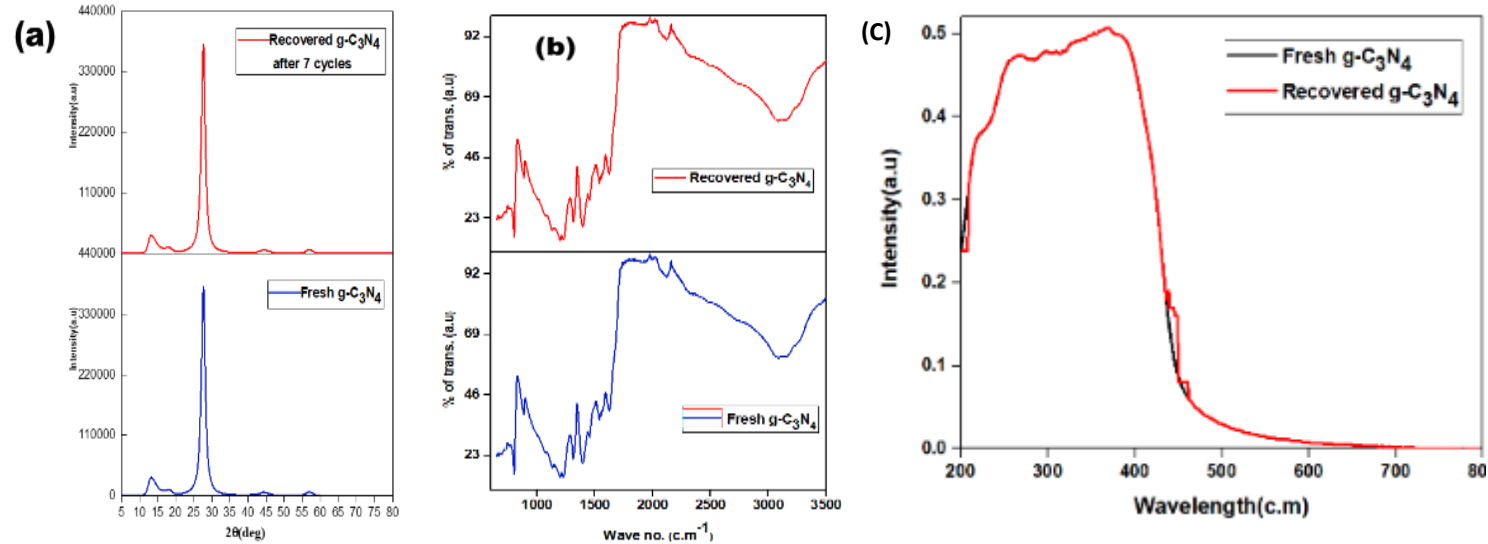 (a)
440000
330000
220000
110000
440000
330000
220000
110000
0
Intensity(a.u)
Intensity(a.u)
Recovered g-C3N4
after 7 cycles
Fresh g-C3N4
5 10 15 20 25 30 35 40 45 50 55 60 65 70 75 80
2θ(deg)
(b)
92
69
46
23
92
69
46
23
% of trans. (a.u)
% of trans. (a.u)
Recovered g-C3N4
Fresh g-C3N4
1000 1500 2000 2500 3000 3500
Wave no. (c.m-1)
(C)
0.5
0.4
0.3
0.2
0.1
0.0
Intensity(a.u)
Fresh g-C3N4
Recovered g-C3N4
200 300 400 500 600 700 80
Wavelength(c.m)